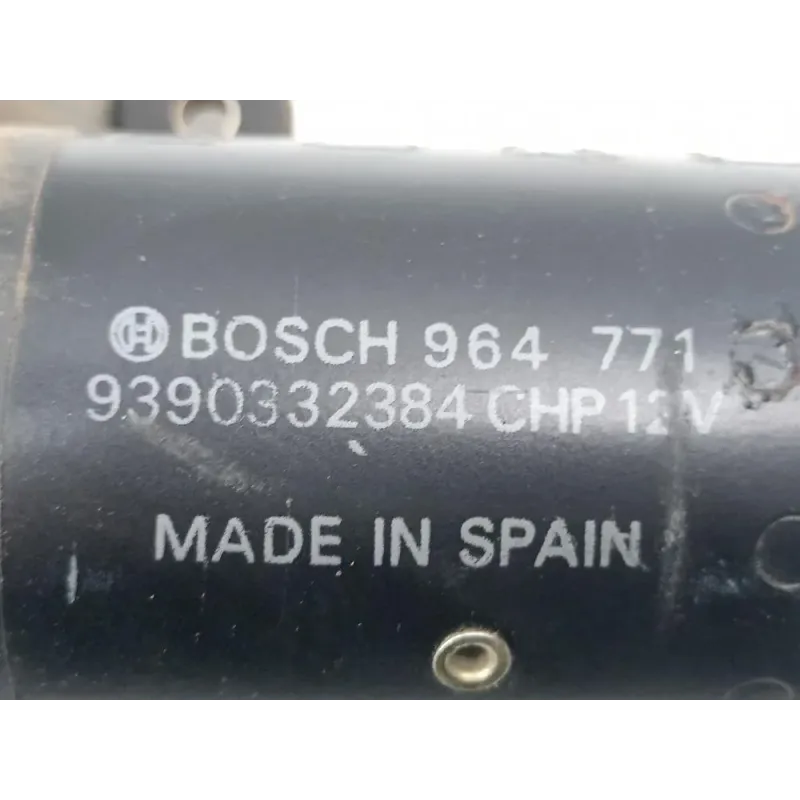 BOSCH 964 771
9390332384 CHP 12V
MADE IN SPAIN